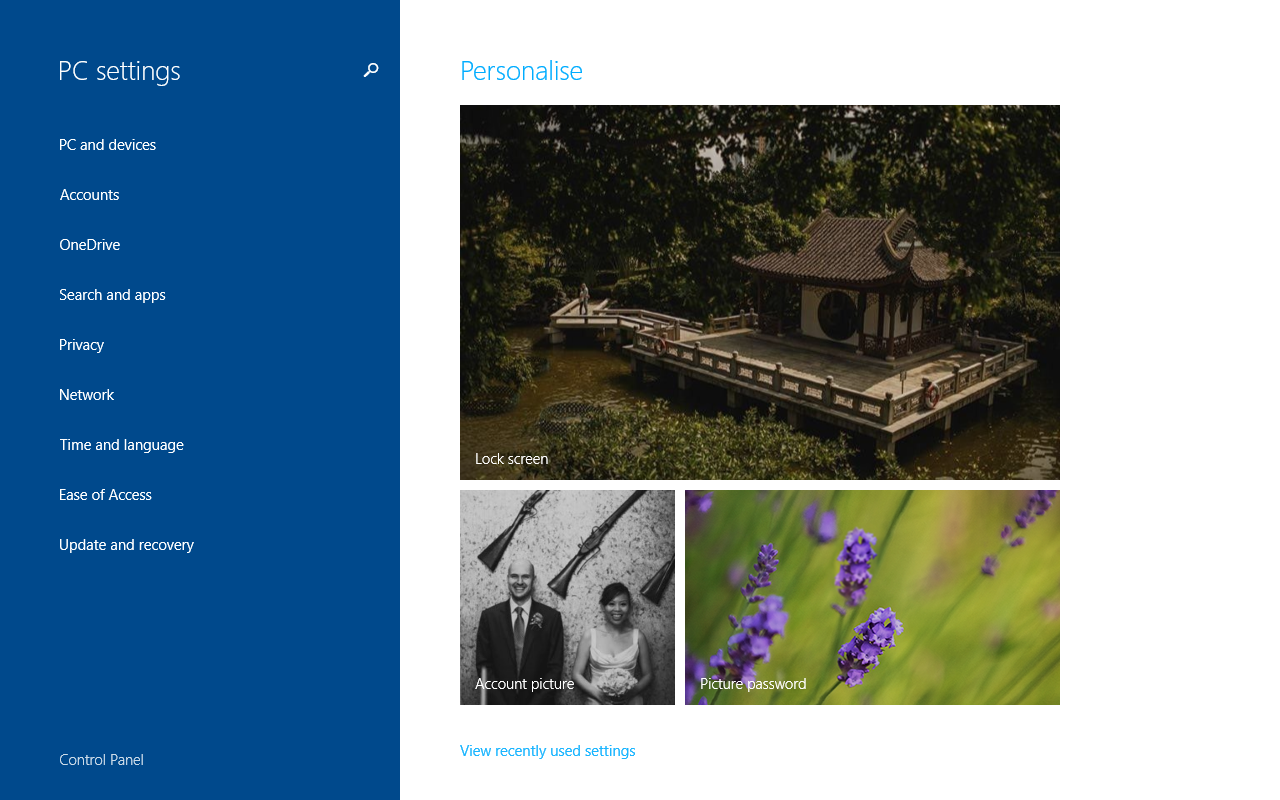 PC settings
PC and devices
Accounts
OneDrive
Search and apps
Privacy
Network
Time and language
Ease of Access
Update and recovery
Control Panel
Personalise
Lock screen
Account picture
Picture password
View recently used settings